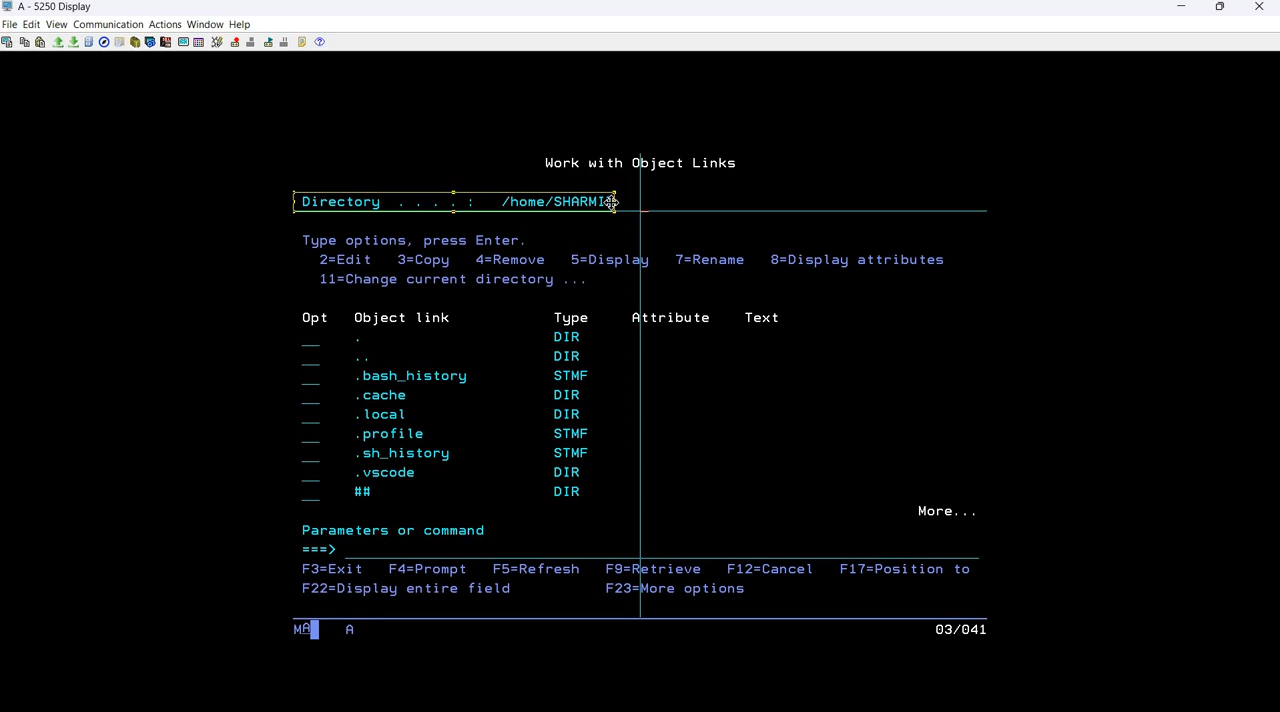 A - 5250 Display
File Edit View Communication Actions Window Help
Work with Object Links
Directory . . . . : /home/SHARMI
Type options, press Enter.
2=Edit 3=Copy 4=Remove 5=Display 7=Rename 8=Display attributes
11=Change current directory ...
Opt Object link Type Attribute Text
. DIR
.. DIR
.bash_history STMF
.cache DIR
.local DIR
.profile STMF
.sh_history STMF
.vscode DIR
## DIR
More...
Parameters or command
===>
F3=Exit F4=Prompt F5=Refresh F9=Retrieve F12=Cancel F17=Position to
F22=Display entire field F23=More options
MA A 03/041